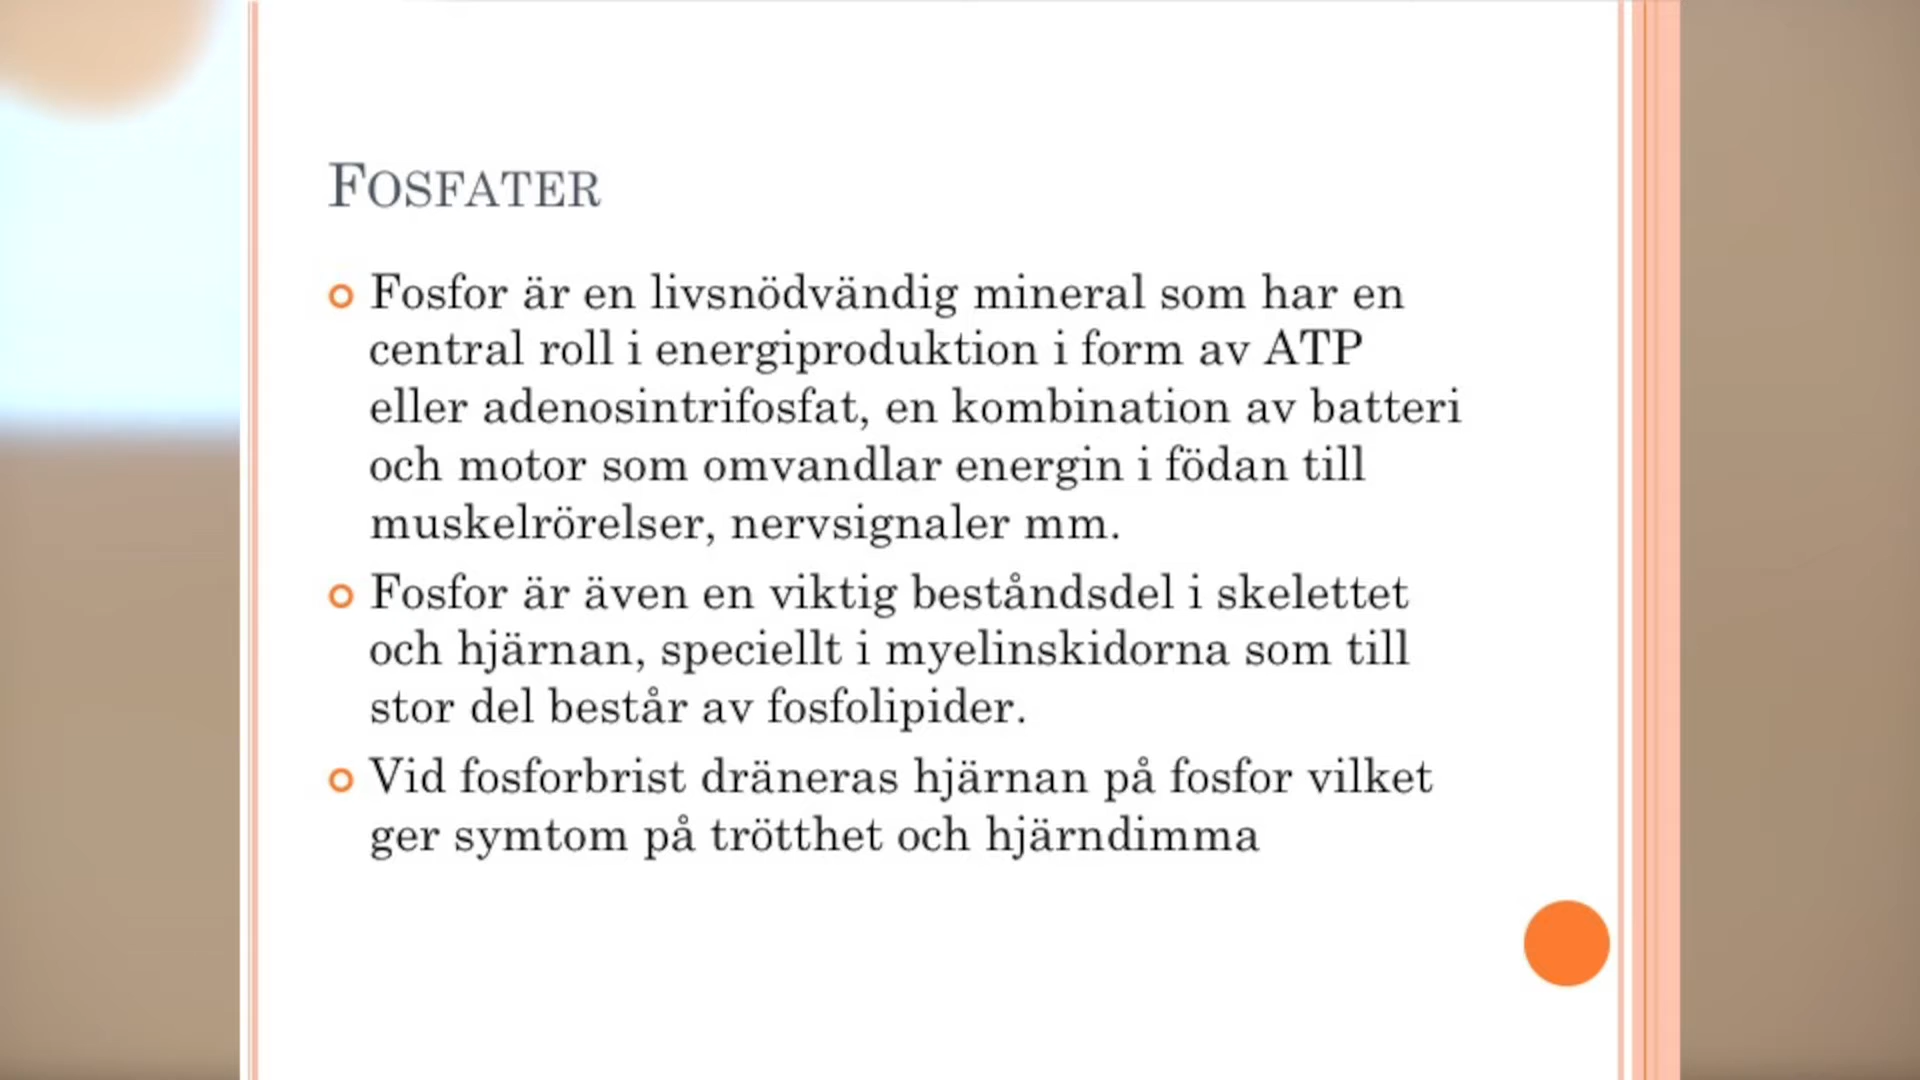 FOSFATER
Fosfor är en livsnödvändig mineral som har en
central roll i energiproduktion i form av ATP
eller adenosintrifosfat, en kombination av batteri
och motor som omvandlar energin i födan till
muskelrörelser, nervsignaler mm.
Fosfor är även en viktig beståndsdel i skelettet
och hjärnan, speciellt i myelinskidorna som till
stor del består av fosfolipider.
Vid fosforbrist dräneras hjärnan på fosfor vilket
ger symtom på trötthet och hjärndimma